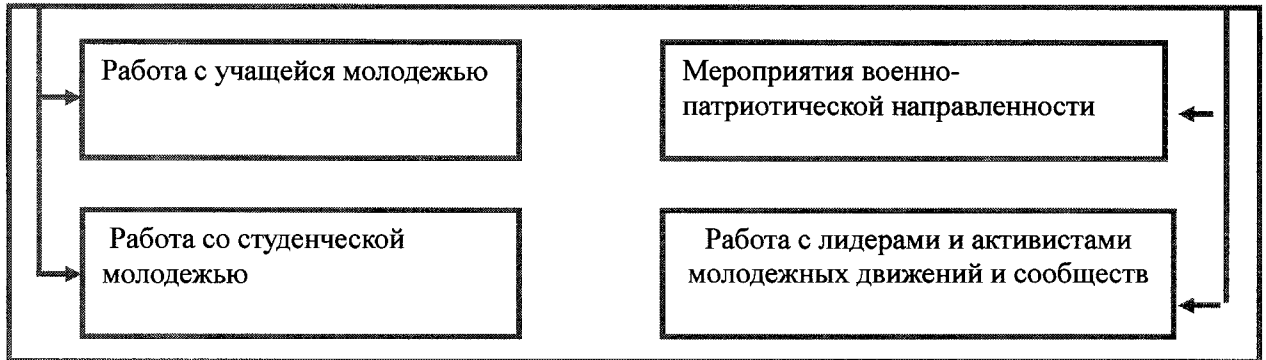 Работа с учащейся молодежью
Мероприятия военно-
патриотической направленности
Работа со студенческой
молодежью
Работа с лидерами и активистами
молодежных движений и сообществ